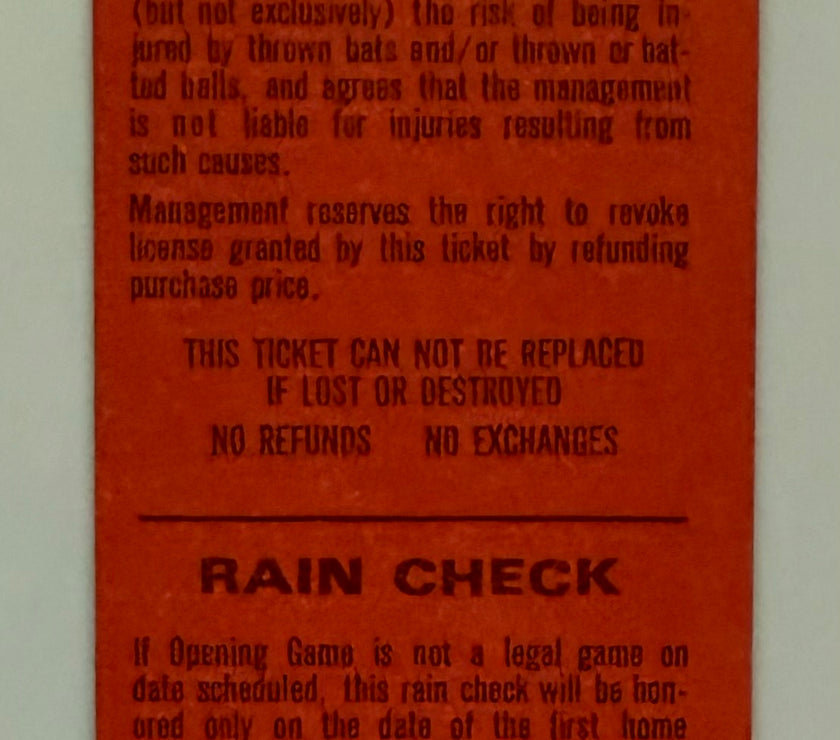 (but not exclusively) the risk of being in-
jured by thrown bats and/or thrown or bat-
ted balls, and agrees that the management
is not liable for injuries resulting from
such causes.
Management reserves the right to revoke
license granted by this ticket by refunding
purchase price.
THIS TICKET CAN NOT BE REPLACED
IF LOST OR DESTROYED
NO REFUNDS NO EXCHANGES
RAIN CHECK
If Opening Game is not a legal game on
date scheduled, this rain check will be hon-
ored only on the date of the first home